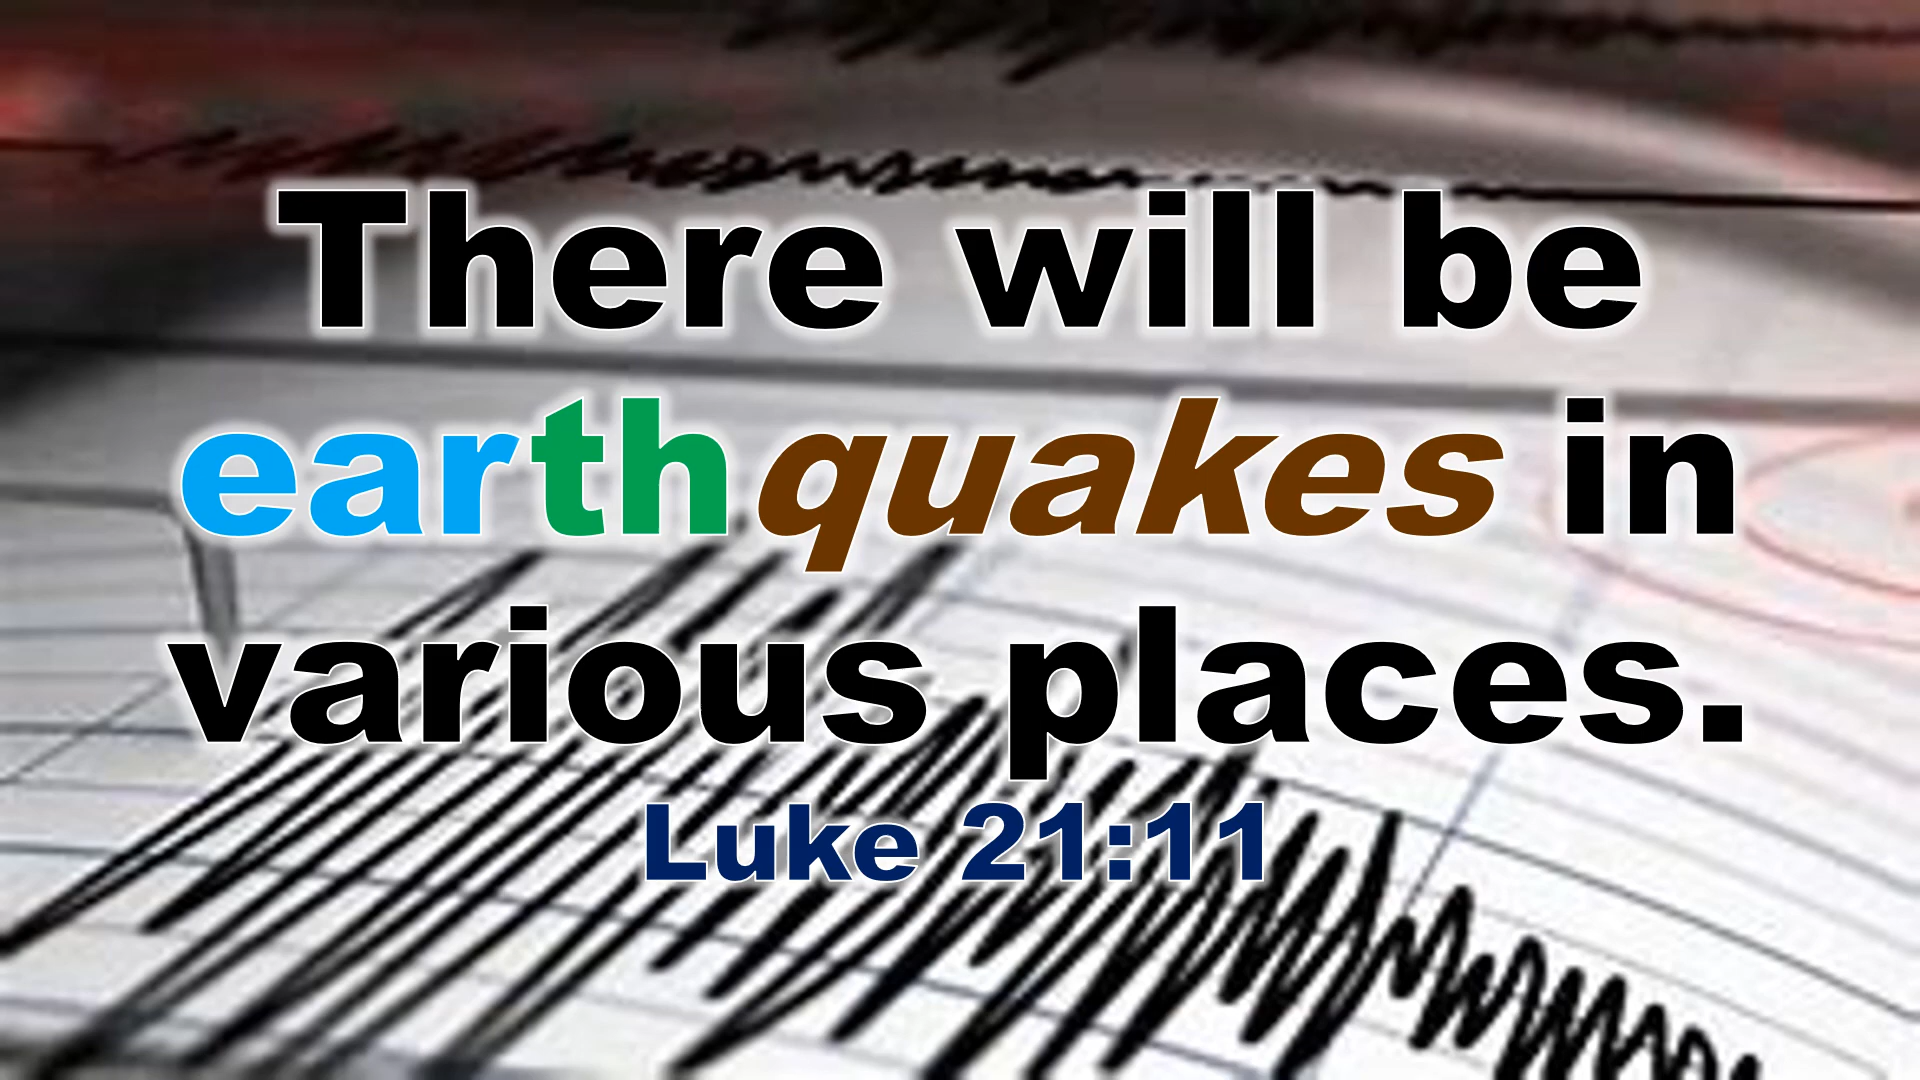 There will be
earthquakes in
various places.
Luke 21:11